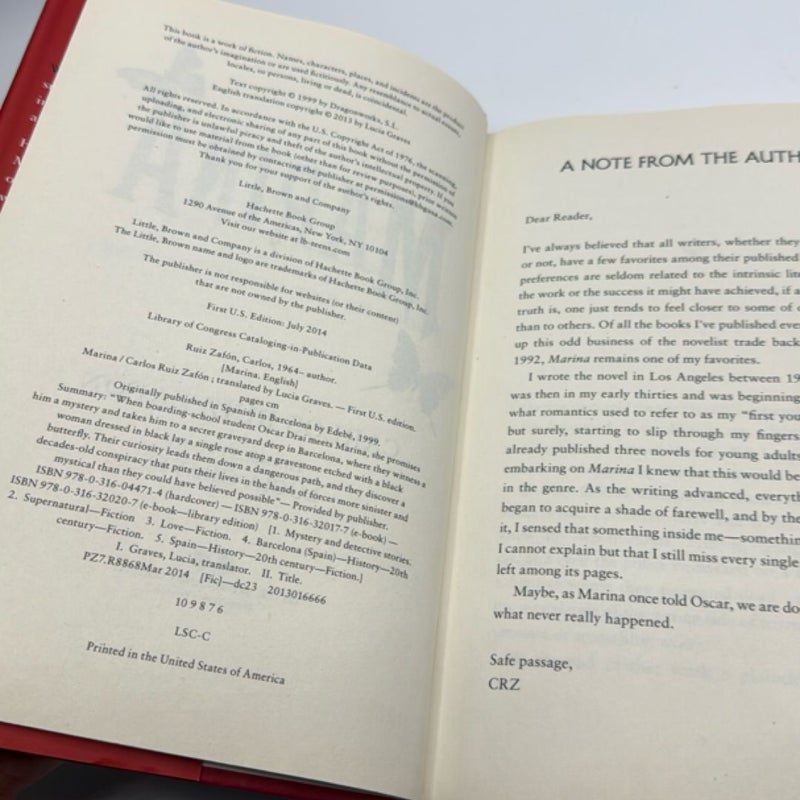 This book is a work of fiction. Names, characters, places, and incidents are the product
of the author's imagination or are used fictitiously. Any resemblance to actual events,
locales, or persons, living or dead, is coincidental.
Text copyright © 1999 by Dragonworks, S.L.
English translation copyright © 2013 by Lucia Graves
All rights reserved. In accordance with the U.S. Copyright Act of 1976, the scanning,
uploading, and electronic sharing of any part of this book without the permission of
the publisher is unlawful piracy and theft of the author's intellectual property. If you
would like to use material from the book (other than for review purposes), prior written
permission must be obtained by contacting the publisher at permissions@hbgusa.com.
Thank you for your support of the author's rights.
Little, Brown and Company
Hachette Book Group
1290 Avenue of the Americas, New York, NY 10104
Visit our website at lb-teens.com
Little, Brown and Company is a division of Hachette Book Group, Inc.
The Little, Brown name and logo are trademarks of Hachette Book Group, Inc.
The publisher is not responsible for websites (or their content)
that are not owned by the publisher.
First U.S. Edition: July 2014
Library of Congress Cataloging-in-Publication Data
Ruiz Zafón, Carlos, 1964– author.
[Marina. English]
Marina / Carlos Ruiz Zafón ; translated by Lucia Graves. — First U.S. edition.
pages cm
Originally published in Spanish in Barcelona by Edebé, 1999.
Summary: "When boarding-school student Oscar Drai meets Marina, she promises
him a mystery and takes him to a secret graveyard deep in Barcelona, where they witness a
woman dressed in black lay a single rose atop a gravestone etched with a black
butterfly. Their curiosity leads them down a dangerous path, and they discover a
decades-old conspiracy that puts their lives in the hands of forces more sinister and
mystical than they could have believed possible"— Provided by publisher.
ISBN 978-0-316-04471-4 (hardcover) — ISBN 978-0-316-32017-7 (e-book) —
ISBN 978-0-316-32020-7 (e-book—library edition) [1. Mystery and detective stories.
2. Supernatural—Fiction 3. Love—Fiction. 4. Barcelona (Spain)—History—20th
century—Fiction. 5. Spain—History—20th century—Fiction.]
I. Graves, Lucia, translator. II. Title.
PZ7.R8868Mar 2014 [Fic]—dc23 2013016666
10 9 8 7 6
LSC-C
Printed in the United States of America
A NOTE FROM THE AUTH
Dear Reader,
I've always believed that all writers, whether they
or not, have a few favorites among their published
preferences are seldom related to the intrinsic lite
the work or the success it might have achieved, if a
truth is, one just tends to feel closer to some of
than to others. Of all the books I've published eve
up this odd business of the novelist trade back
1992, Marina remains one of my favorites.
I wrote the novel in Los Angeles between 19
was then in my early thirties and was beginning
what romantics used to refer to as my "first you
but surely, starting to slip through my fingers
already published three novels for young adults
embarking on Marina I knew that this would be
in the genre. As the writing advanced, everyt
began to acquire a shade of farewell, and by the
it, I sensed that something inside me—somethin
I cannot explain but that I still miss every single
left among its pages.
Maybe, as Marina once told Oscar, we are do
what never really happened.
Safe passage,
CRZ